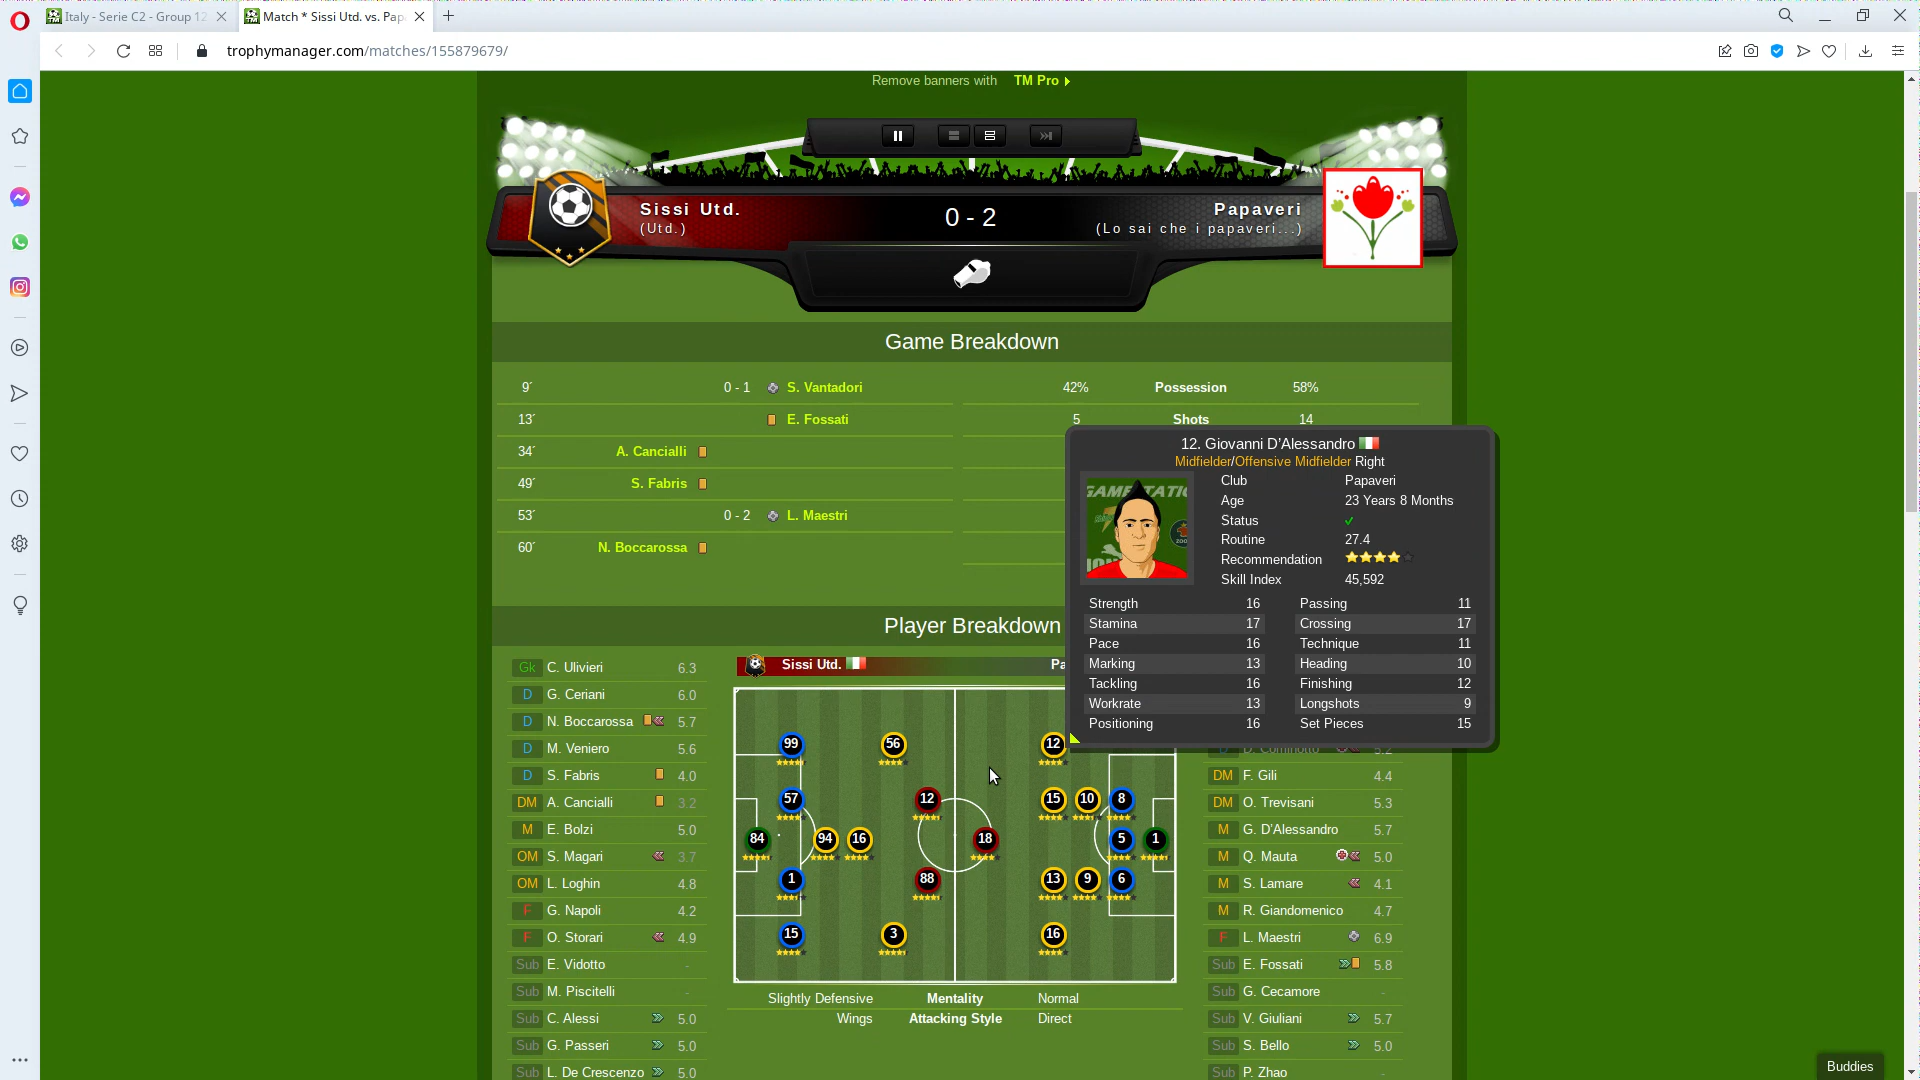 Italy - Serie C2 - Group 12
Match * Sissi Utd. vs. Pap
trophymanager.com/matches/155879679/
Remove banners with TM Pro
Sissi Utd.
(Utd.)
0 - 2
Papaveri
(Lo sai che i papaveri...)
Game Breakdown
9' 0 - 1 S. Vantadori
13' E. Fossati
34' A. Cancialli
49' S. Fabris
53' 0 - 2 L. Maestri
60' N. Boccarossa
42% Possession 58%
5 Shots 14
12. Giovanni D'Alessandro
Midfielder/Offensive Midfielder Right
Club Papaveri
Age 23 Years 8 Months
Status
Routine 27.4
Recommendation
Skill Index 45,592
Strength 16 Passing 11
Stamina 17 Crossing 17
Pace 16 Technique 11
Marking 13 Heading 10
Tackling 16 Finishing 12
Workrate 13 Longshots 9
Positioning 16 Set Pieces 15
Player Breakdown
Gk C. Ulivieri 6.3
D G. Ceriani 6.0
D N. Boccarossa 5.7
D M. Veniero 5.6
D S. Fabris 4.0
DM A. Cancialli 3.2
M E. Bolzi 5.0
OM S. Magari 3.7
OM L. Loghin 4.8
F G. Napoli 4.2
F O. Storari 4.9
Sub E. Vidotto -
Sub M. Piscitelli -
Sub C. Alessi 5.0
Sub G. Passeri 5.0
Sub L. De Crescenzo 5.0
Sissi Utd. Pa
99 56 12
57 12 15 10 8
84 94 16 18 5 1
1 88 13 9 6
15 3 16
Slightly Defensive Mentality Normal
Wings Attacking Style Direct
D D. Cominotto 5.2
DM F. Gili 4.4
DM O. Trevisani 5.3
M G. D'Alessandro 5.7
M Q. Mauta 5.0
M S. Lamare 4.1
M R. Giandomenico 4.7
F L. Maestri 6.9
Sub E. Fossati 5.8
Sub G. Cecamore -
Sub V. Giuliani 5.7
Sub S. Bello 5.0
Sub P. Zhao -
Buddies